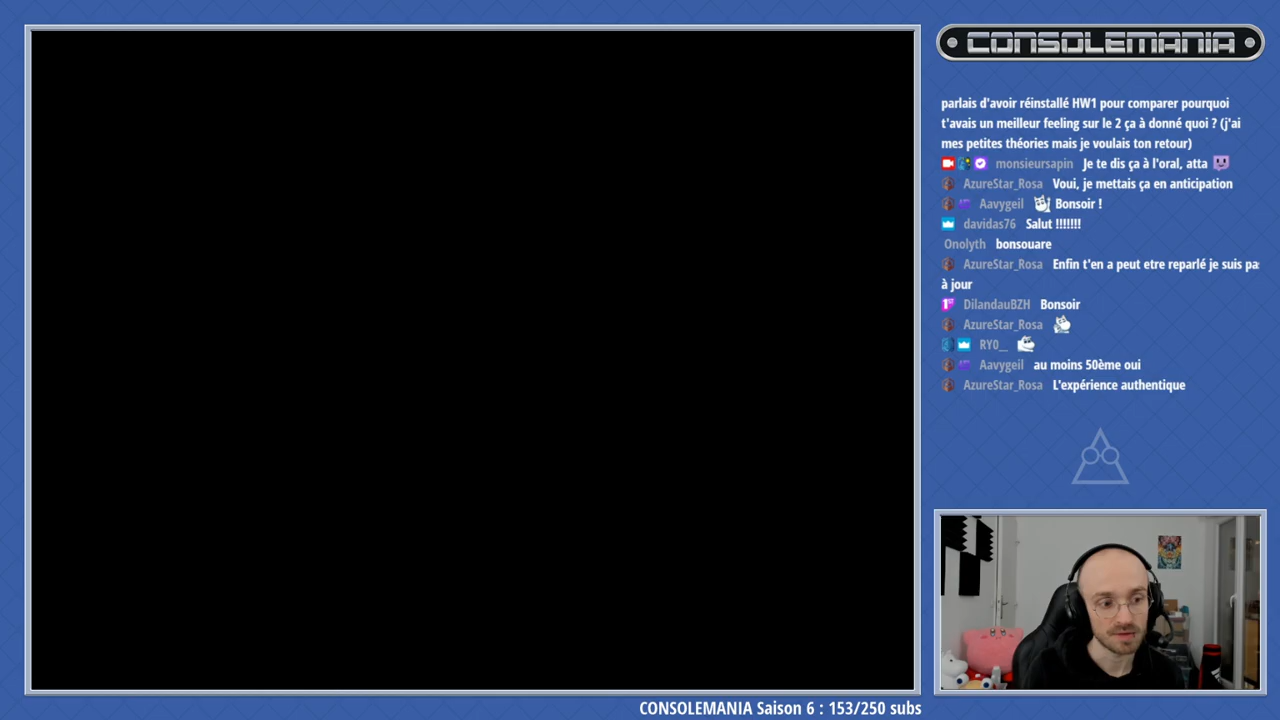 CONSOLEMANIA
parlais d'avoir réinstallé HW1 pour comparer pourquoi
t'avais un meilleur feeling sur le 2 ça à donné quoi ? (j'ai
mes petites théories mais je voulais ton retour)
monsieursapin Je te dis ça à l'oral, atta
AzureStar_Rosa Voui, je mettais ça en anticipation
Aavygeil Bonsoir !
davidas76 Salut !!!!!!!
Onolyth bonsouare
AzureStar_Rosa Enfin t'en a peut etre reparlé je suis pas
à jour
DilandauBZH Bonsoir
AzureStar_Rosa
RY0__
Aavygeil au moins 50ème oui
AzureStar_Rosa L'expérience authentique
CONSOLEMANIA Saison 6 : 153/250 subs